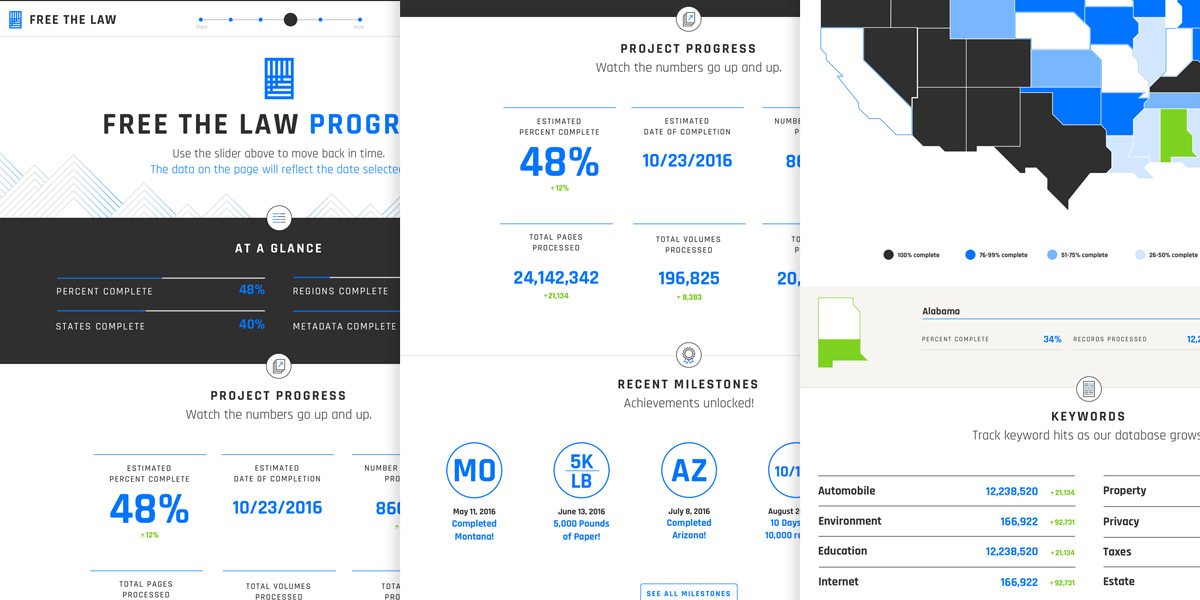 FREE THE LAW
FREE THE LAW PROGR
Use the slider above to move back in time.
The data on the page will reflect the date selected
AT A GLANCE
PERCENT COMPLETE 48%
REGIONS COMPLETE
STATES COMPLETE 40%
METADATA COMPLETE
PROJECT PROGRESS
Watch the numbers go up and up.
ESTIMATED
PERCENT COMPLETE
48%
↑12%
ESTIMATED
DATE OF COMPLETION
10/23/2016
NUMBER
PRO
860
TOTAL PAGES
PROCESSED
TOTAL VOLUMES
PROCESSED
TOTA
PROJECT PROGRESS
Watch the numbers go up and up.
ESTIMATED
PERCENT COMPLETE
48%
↑12%
ESTIMATED
DATE OF COMPLETION
10/23/2016
NUMB
P
86
TOTAL PAGES
PROCESSED
24,142,342
+21,134
TOTAL VOLUMES
PROCESSED
196,825
+ 8,383
TO
20,
RECENT MILESTONES
Achievements unlocked!
MO
May 11, 2016
Completed
Montana!
5K
LB
June 13, 2016
5,000 Pounds
of Paper!
AZ
July 8, 2016
Completed
Arizona!
10/1
August 2
10 Days
10,000 re
SEE ALL MILESTONES
100% complete
76-99% complete
51-75% complete
26-50% complete
Alabama
PERCENT COMPLETE 34%
RECORDS PROCESSED 12,2
KEYWORDS
Track keyword hits as our database grows
Automobile 12,238,520 +21,134
Environment 166,922 +92,731
Education 12,238,520 +21,134
Internet 166,922 +92,731
Property
Privacy
Taxes
Estate